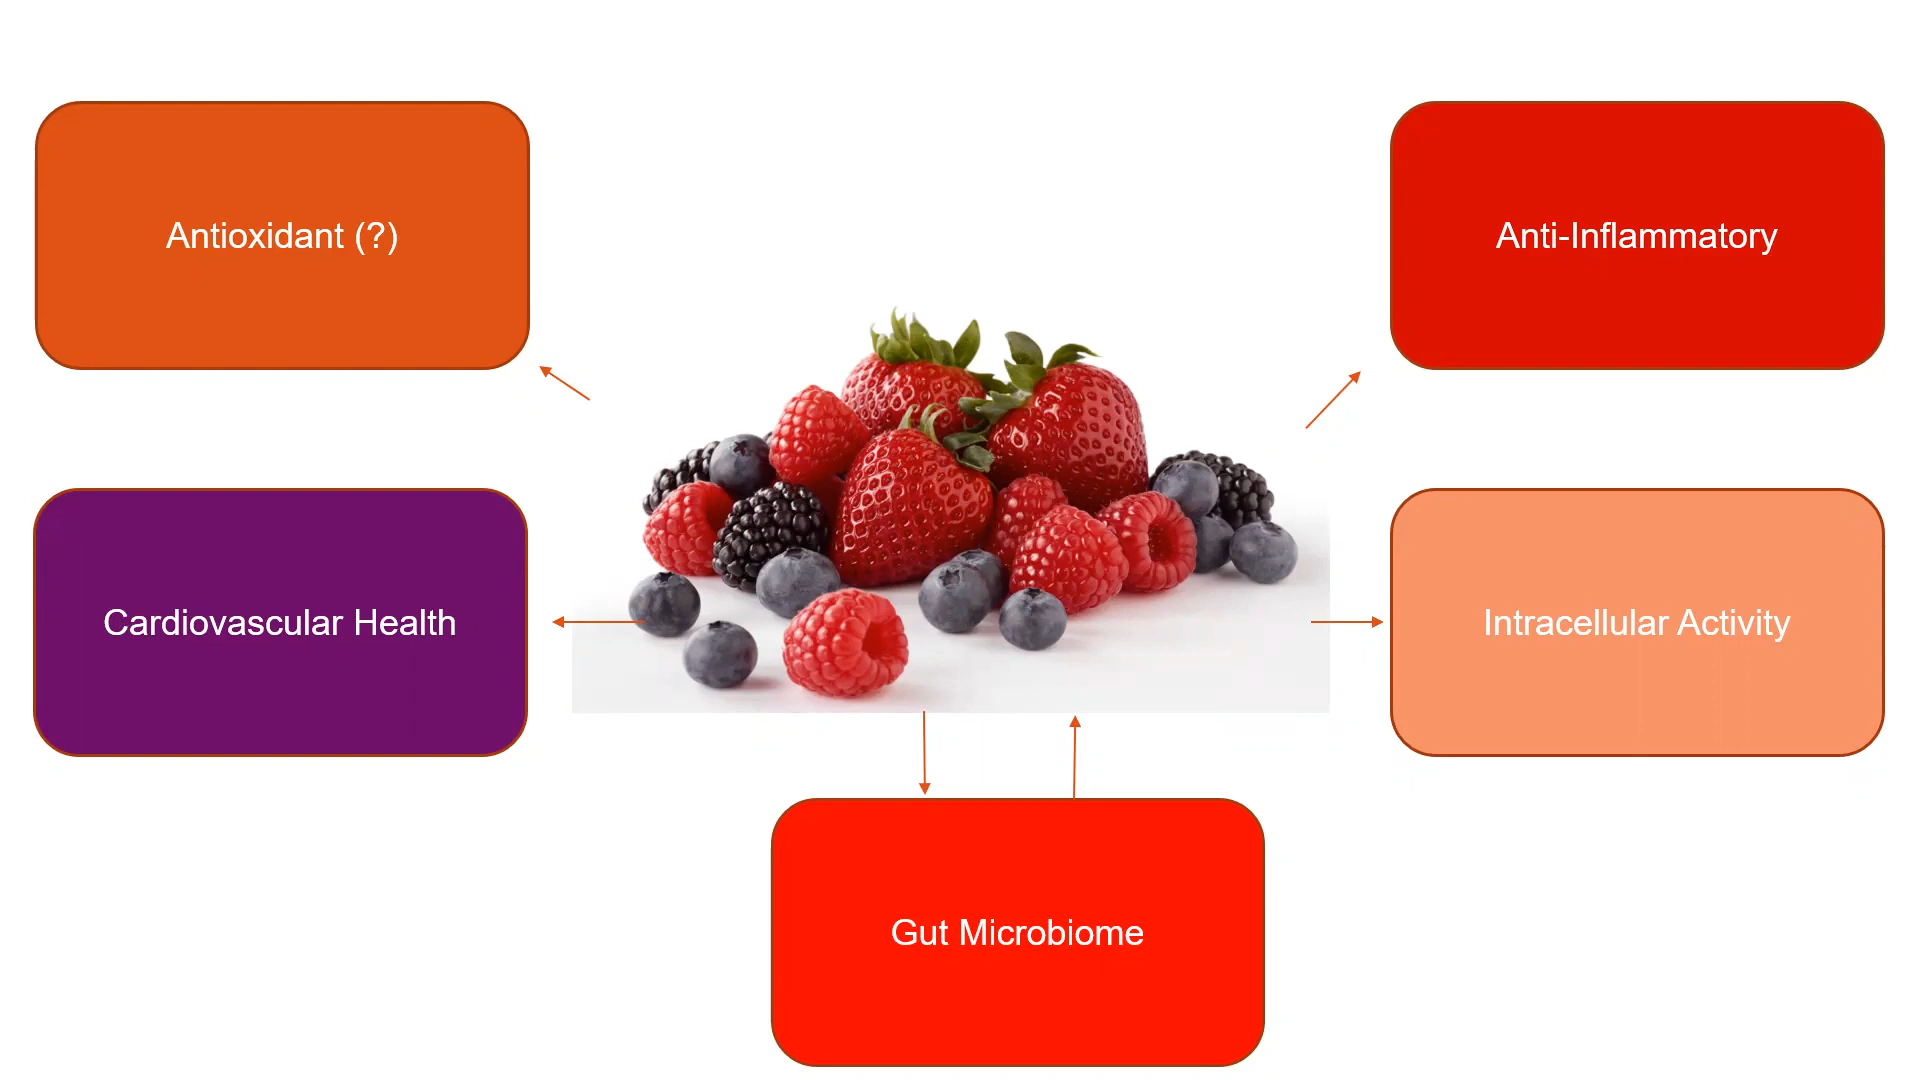 Antioxidant (?)
Anti-Inflammatory
Cardiovascular Health
Intracellular Activity
Gut Microbiome